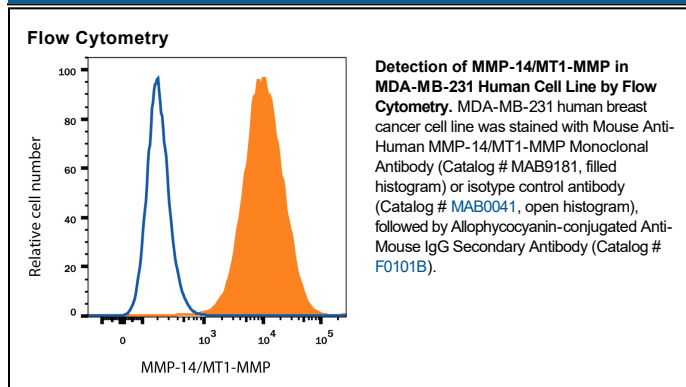 Flow Cytometry
100
80
60
40
20
0
Relative cell number
0 10³ 10⁴ 10⁵
MMP-14/MT1-MMP
Detection of MMP-14/MT1-MMP in
MDA-MB-231 Human Cell Line by Flow
Cytometry. MDA-MB-231 human breast
cancer cell line was stained with Mouse Anti-
Human MMP-14/MT1-MMP Monoclonal
Antibody (Catalog # MAB9181, filled
histogram) or isotype control antibody
(Catalog # MAB0041, open histogram),
followed by Allophycocyanin-conjugated Anti-
Mouse IgG Secondary Antibody (Catalog #
F0101B).